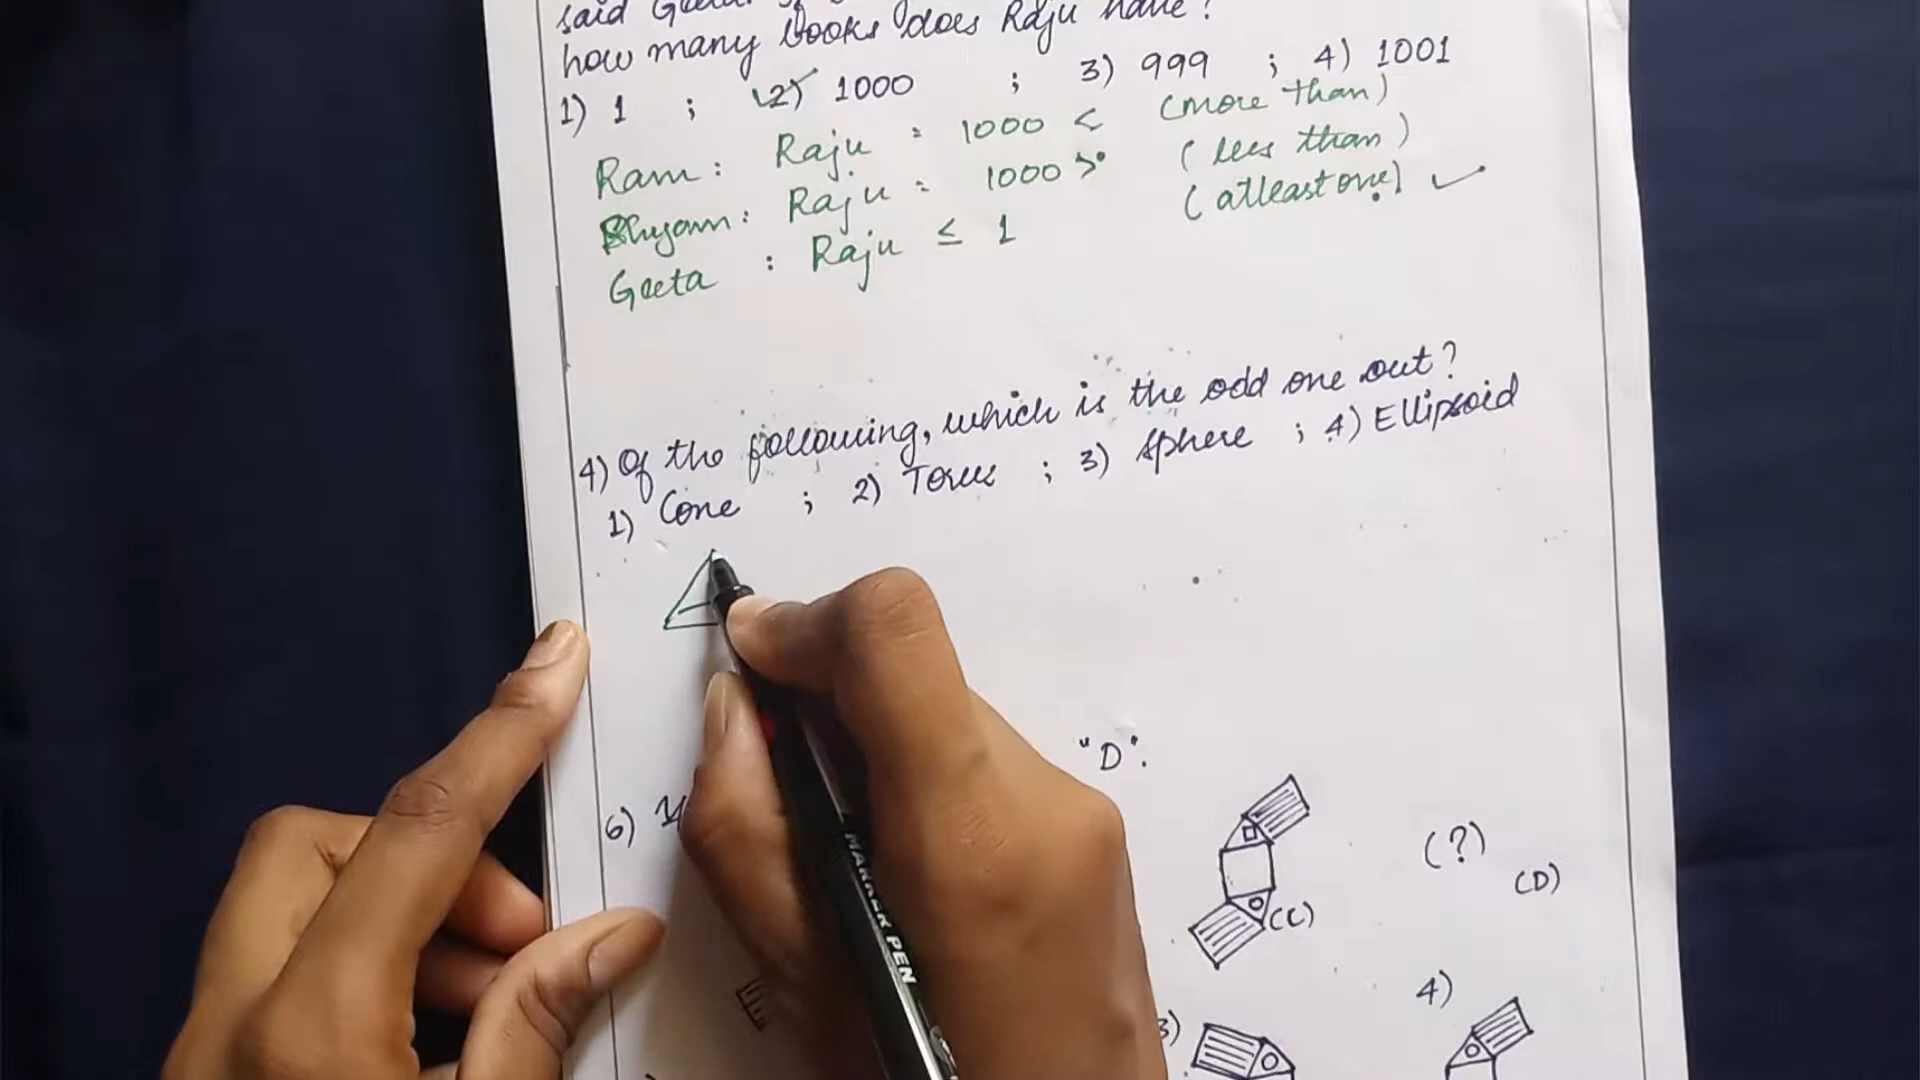 said Geeta.
how many books does Raju have?
1) 1 ; (2) 1000 ; 3) 999 ; 4) 1001
Ram : Raju = 1000 < (more than)
Shyam : Raju = 1000 > (less than)
Geeta : Raju ≤ 1 (atleast one) ✓
4) Of the following, which is the odd one out?
1) Cone ; 2) Torus ; 3) Sphere ; 4) Ellipsoid
"D".
6)
(?)
(C) (D)
3) 4)
MARKER PEN